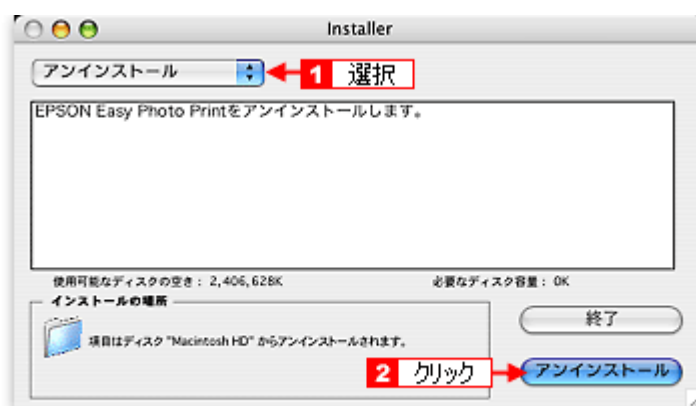 Installer
アンインストール
1 選択
EPSON Easy Photo Printをアンインストールします。
使用可能なディスクの空き： 2,406,628K
必要なディスク容量： 0K
インストールの場所
項目はディスク "Macintosh HD" からアンインストールされます。
終了
2 クリック
アンインストール